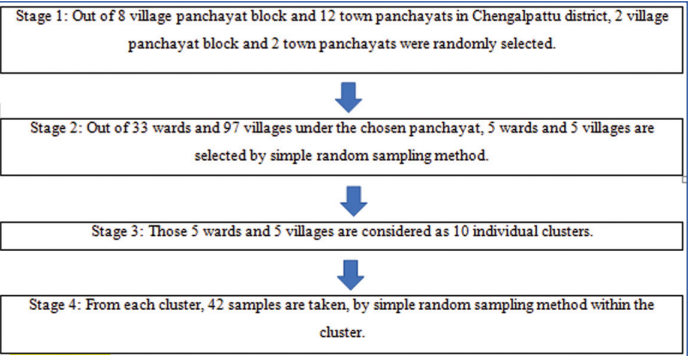 Stage 1: Out of 8 village panchayat block and 12 town panchayats in Chengalpattu district, 2 village
panchayat block and 2 town panchayats were randomly selected.
Stage 2: Out of 33 wards and 97 villages under the chosen panchayat, 5 wards and 5 villages are
selected by simple random sampling method.
Stage 3: Those 5 wards and 5 villages are considered as 10 individual clusters.
Stage 4: From each cluster, 42 samples are taken, by simple random sampling method within the
cluster.